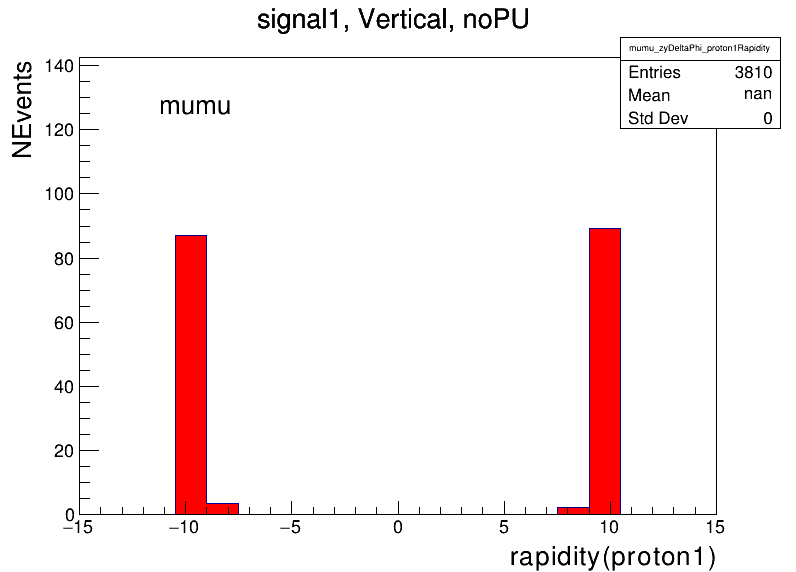 signal1, Vertical, noPU
mumu_zyDeltaPhi_proton1Rapidity
Entries 3810
Mean nan
Std Dev 0
NEvents
mumu
140
120
100
80
60
40
20
0
−15 −10 −5 0 5 10 15
rapidity(proton1)